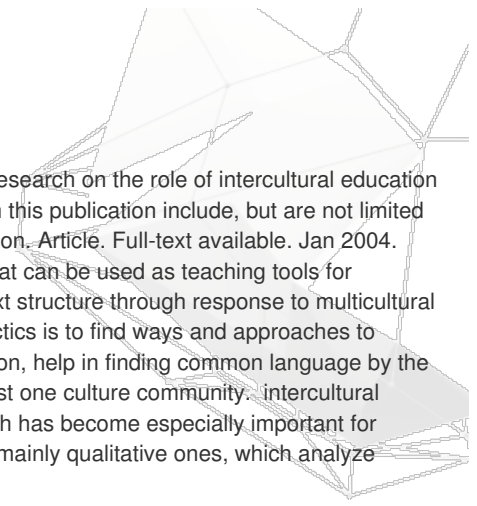 esearch on the role of intercultural education
n this publication include, but are not limited
on. Article. Full-text available. Jan 2004.
at can be used as teaching tools for
xt structure through response to multicultural
ctics is to find ways and approaches to
on, help in finding common language by the
st one culture community.. intercultural
h has become especially important for
mainly qualitative ones, which analyze